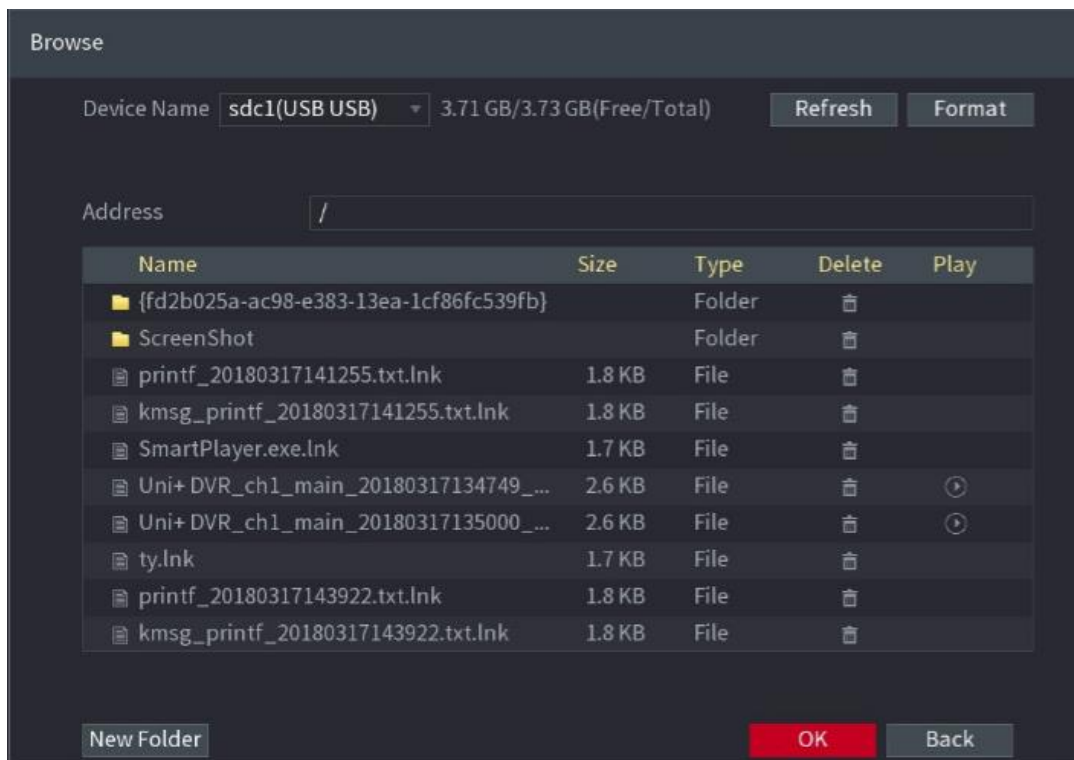 Browse
Device Name sdc1(USB USB) 3.71 GB/3.73 GB(Free/Total) Refresh Format
Address /
Name Size Type Delete Play
{fd2b025a-ac98-e383-13ea-1cf86fc539fb} Folder
ScreenShot Folder
printf_20180317141255.txt.lnk 1.8 KB File
kmsg_printf_20180317141255.txt.lnk 1.8 KB File
SmartPlayer.exe.lnk 1.7 KB File
Uni+ DVR_ch1_main_20180317134749_... 2.6 KB File
Uni+ DVR_ch1_main_20180317135000_... 2.6 KB File
ty.lnk 1.7 KB File
printf_20180317143922.txt.lnk 1.8 KB File
kmsg_printf_20180317143922.txt.lnk 1.8 KB File
New Folder OK Back